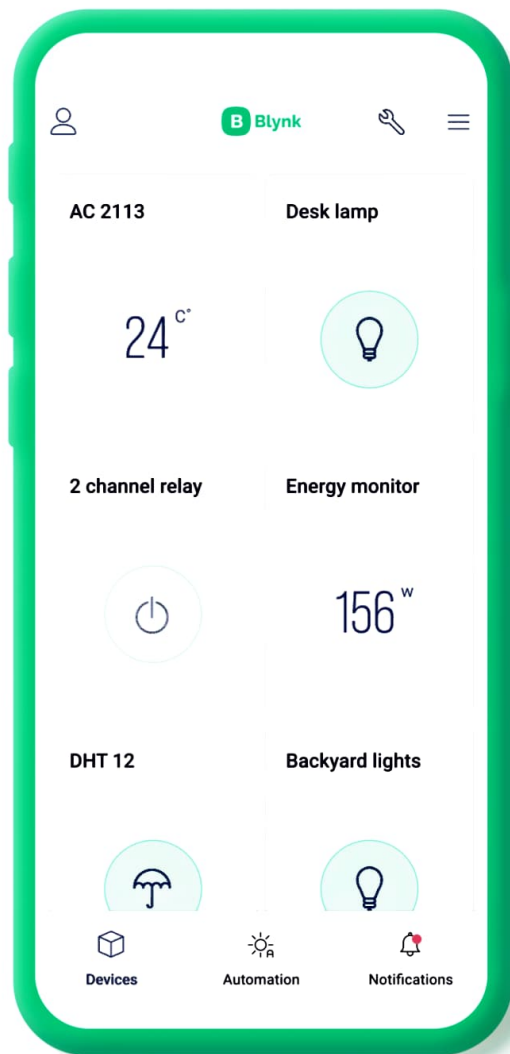 B Blynk
AC 2113
Desk lamp
24 C°
2 channel relay
Energy monitor
156 W
DHT 12
Backyard lights
A
Devices
Automation
Notifications